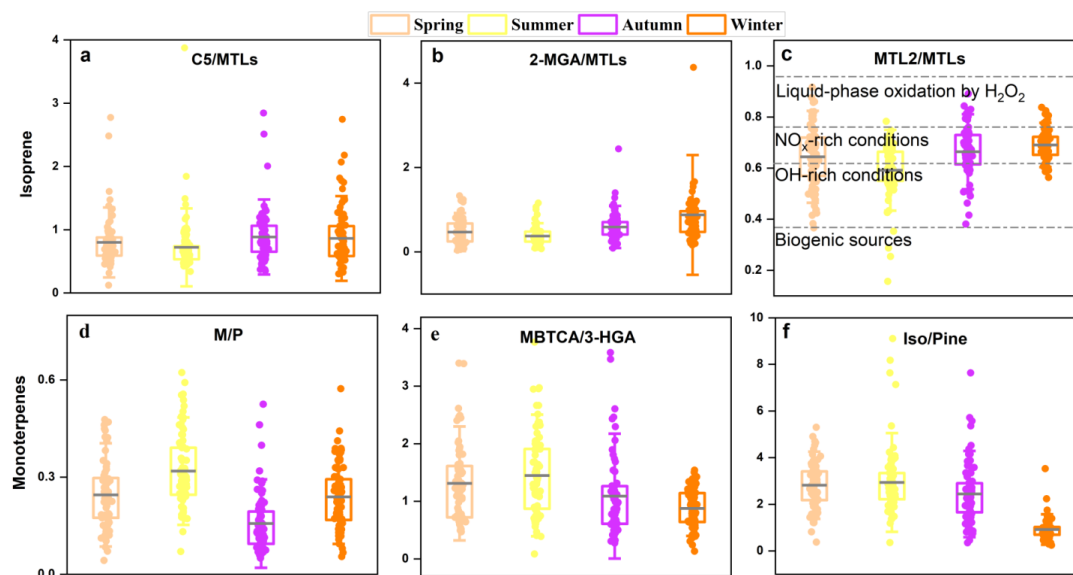 Spring Summer Autumn Winter
a
C5/MTLs
b
2-MGA/MTLs
c
MTL2/MTLs
Isoprene
4
3
2
1
0
4
2
0
1.0
0.8
0.6
0.4
0.2
Liquid-phase oxidation by H₂O₂
NOₓ-rich conditions
OH-rich conditions
Biogenic sources
d
M/P
e
MBTCA/3-HGA
f
Iso/Pine
Monoterpenes
0.6
0.3
0.0
4
3
2
1
0
10
8
6
4
2
0